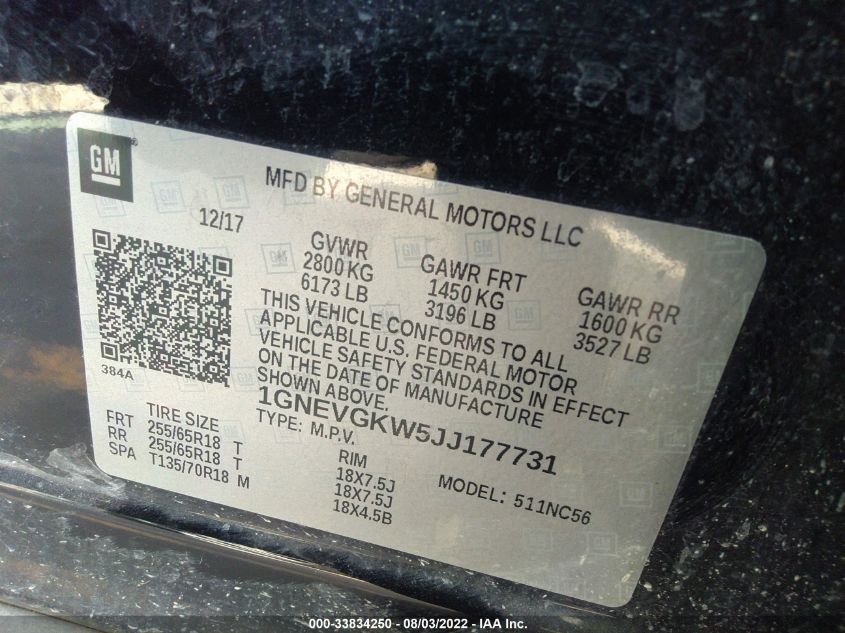 GM
MFD BY GENERAL MOTORS LLC
12/17
GVWR
2800 KG
6173 LB
GAWR FRT
1450 KG
3196 LB
GAWR RR
1600 KG
3527 LB
THIS VEHICLE CONFORMS TO ALL
APPLICABLE U.S. FEDERAL MOTOR
VEHICLE SAFETY STANDARDS IN EFFECT
ON THE DATE OF MANUFACTURE
SHOWN ABOVE.
384A
1GNEVGKW5JJ177731
TYPE: M.P.V.
MODEL: 511NC56
TIRE SIZE
FRT 255/65R18 T
RR 255/65R18 T
SPA T135/70R18 M
RIM
18X7.5J
18X7.5J
18X4.5B
000-33834250 - 08/03/2022 - IAA Inc.